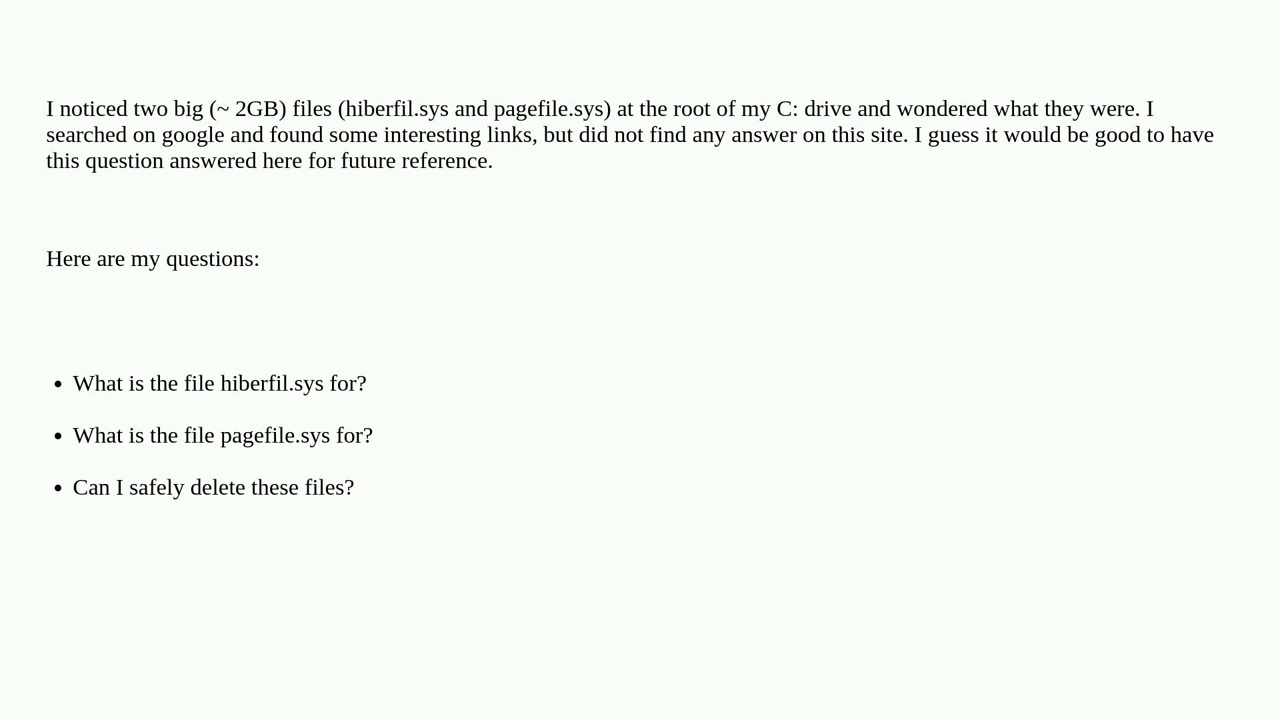 I noticed two big (~ 2GB) files (hiberfil.sys and pagefile.sys) at the root of my C: drive and wondered what they were. I
searched on google and found some interesting links, but did not find any answer on this site. I guess it would be good to have
this question answered here for future reference.
Here are my questions:
• What is the file hiberfil.sys for?
• What is the file pagefile.sys for?
• Can I safely delete these files?